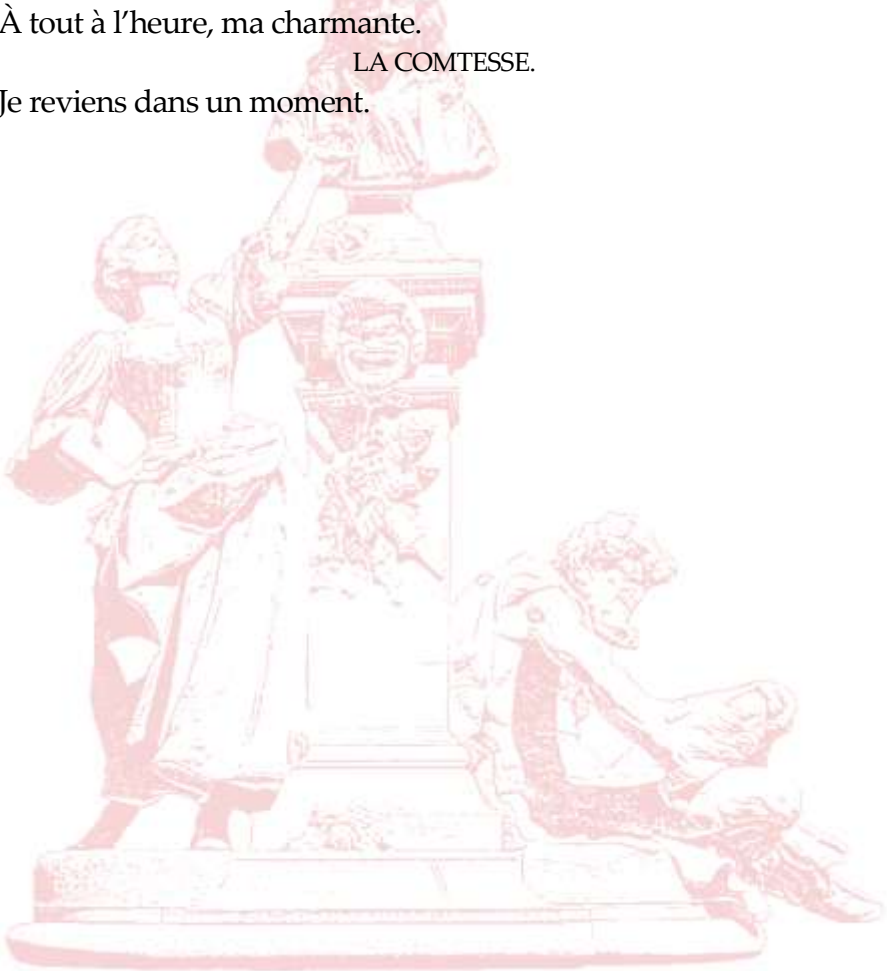 À tout à l’heure, ma charmante.
LA COMTESSE.
Je reviens dans un moment.